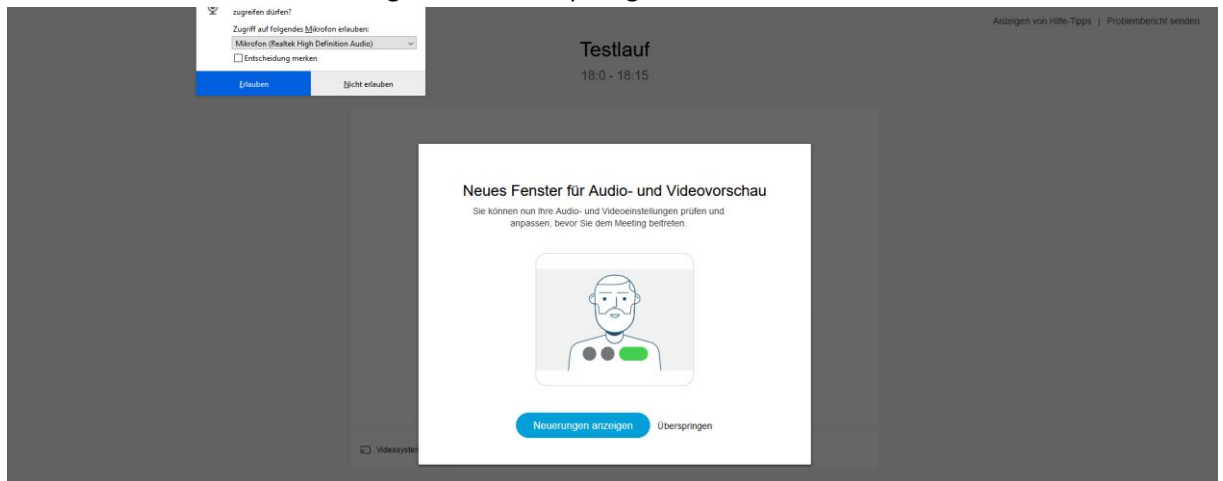 zugreifen dürfen?
Zugriff auf folgendes Mikrofon erlauben:
Mikrofon (Realtek High Definition Audio)
Entscheidung merken
Erlauben Nicht erlauben
Anzeigen von Hilfe-Tipps | Problembericht senden
Testlauf
18:0 - 18:15
Neues Fenster für Audio- und Videovorschau
Sie können nun Ihre Audio- und Videoeinstellungen prüfen und
anpassen, bevor Sie dem Meeting beitreten.
Neuerungen anzeigen Überspringen